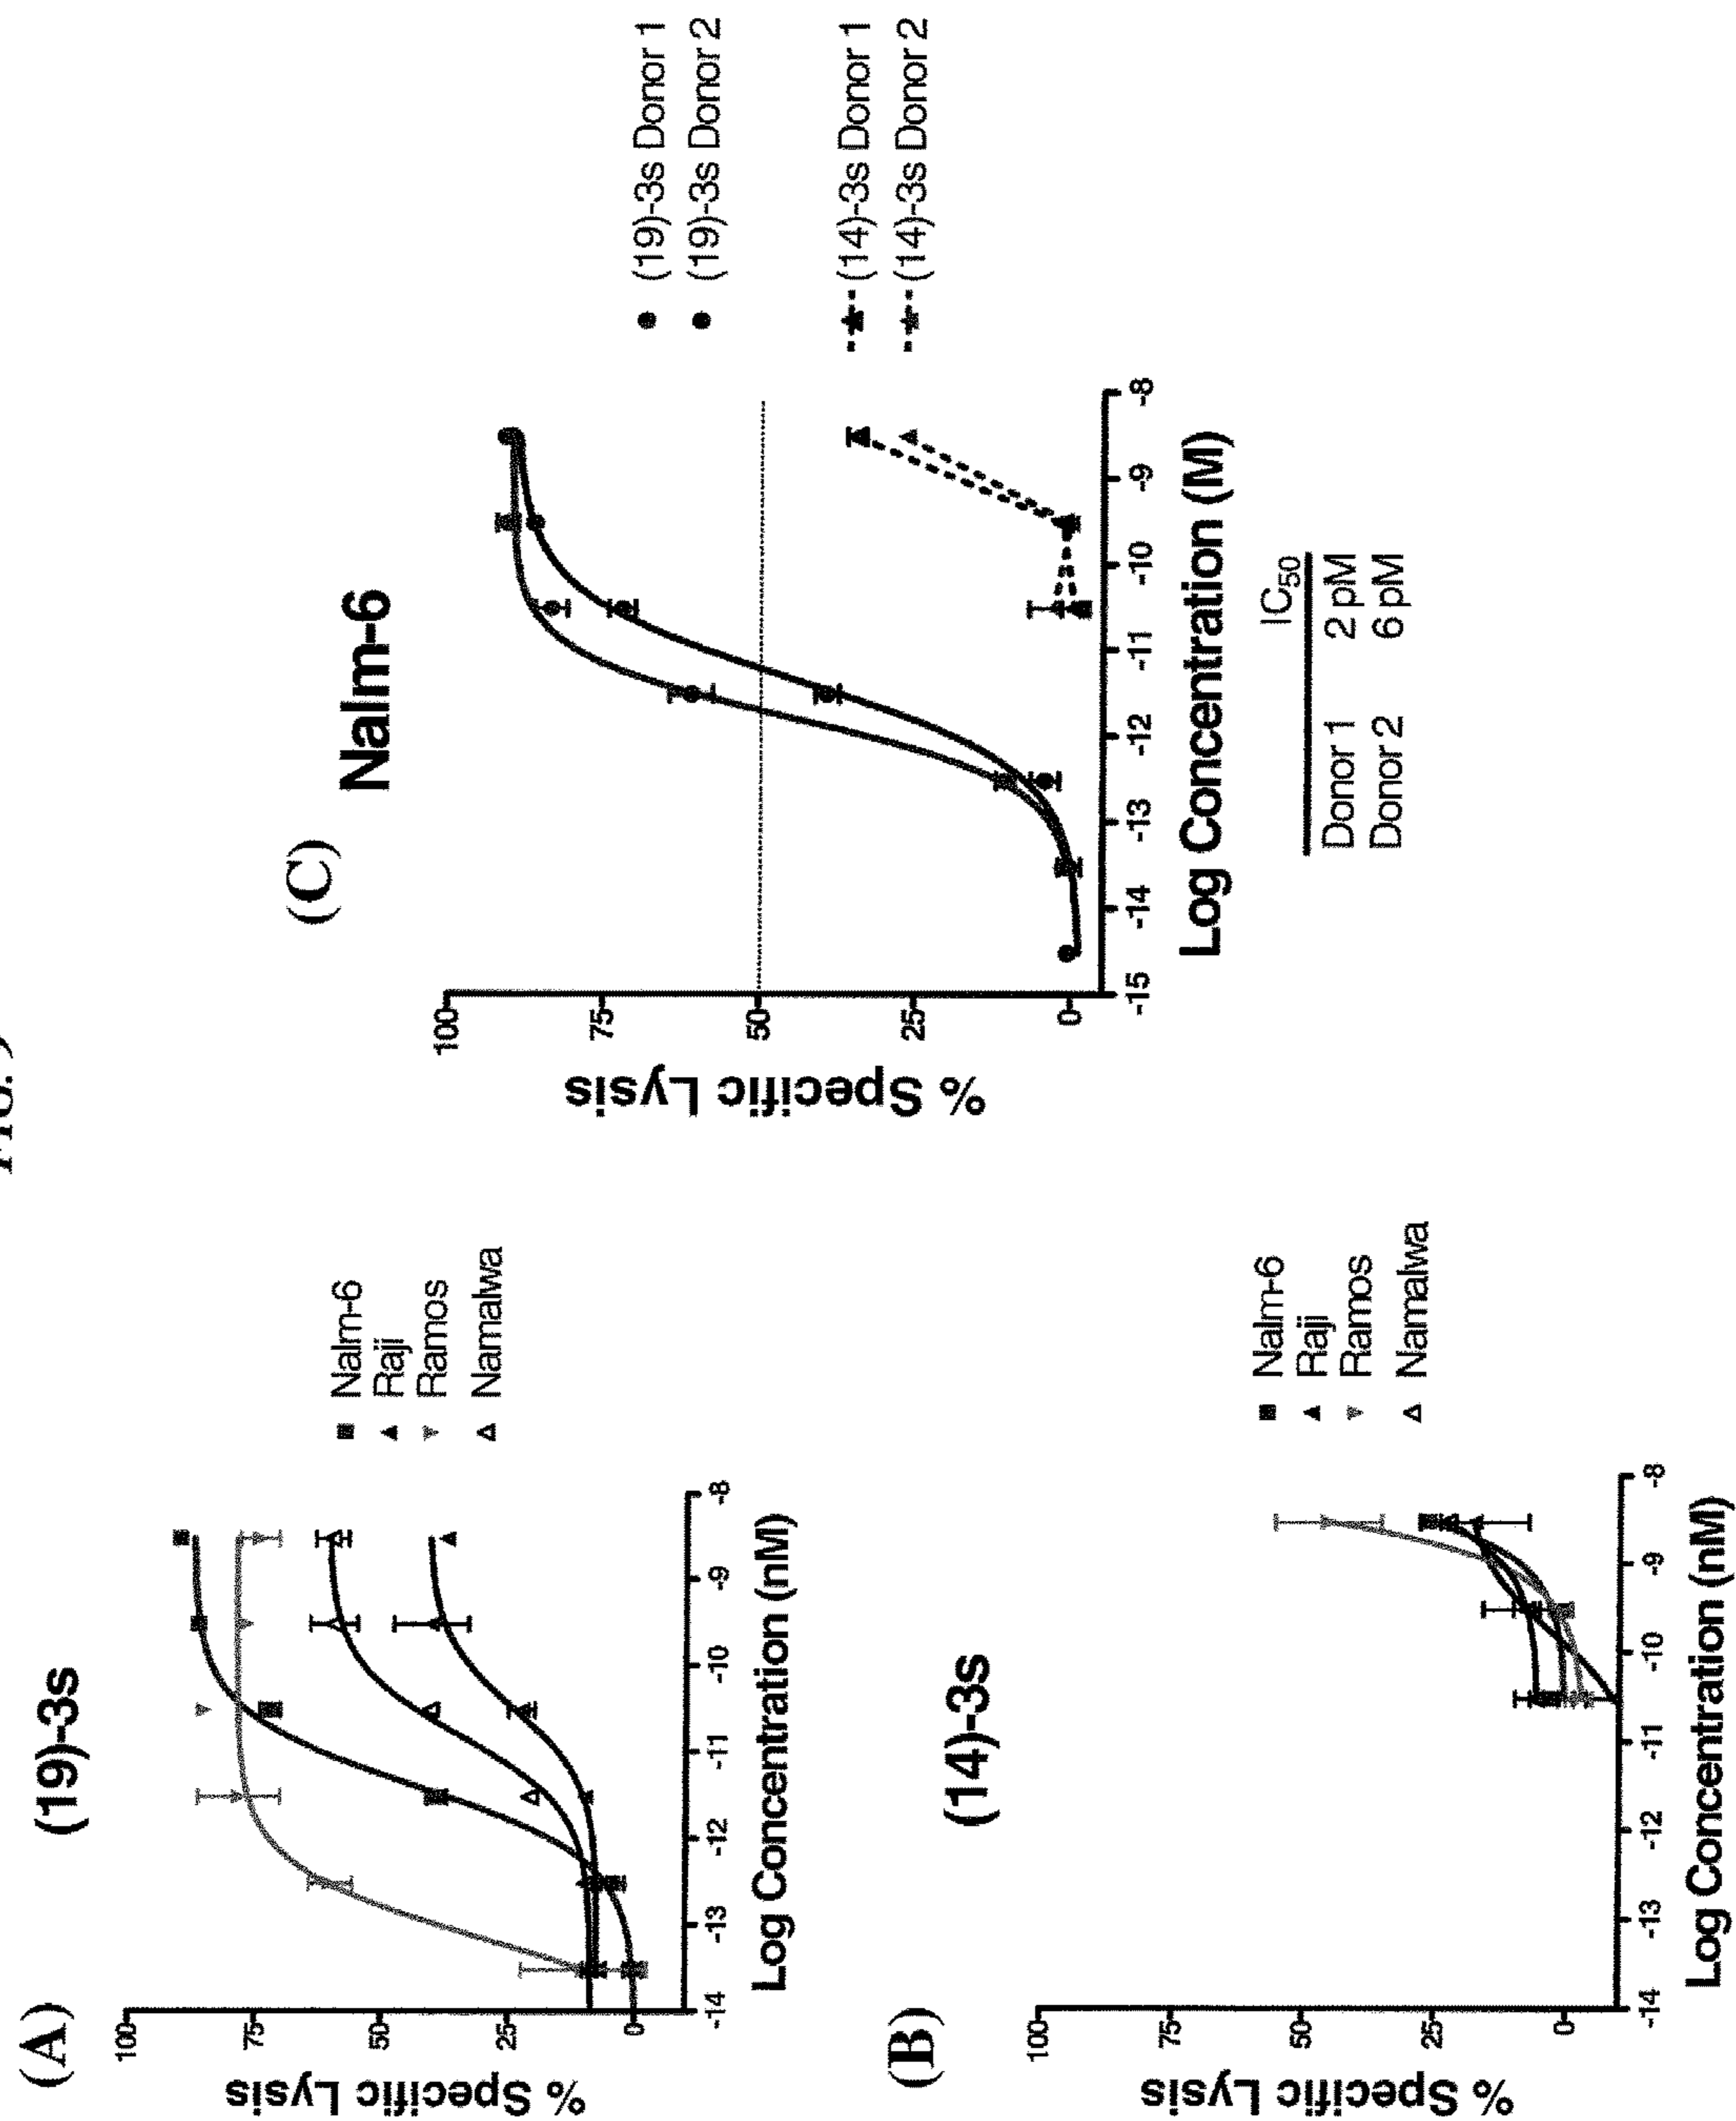 (A)
(19)-3s
% Specific Lysis
100
75
50
25
0
-14
-13
-12
-11
-10
-9
-8
Log Concentration (nM)
Nalm-6
Raji
Ramos
Namalwa
(B)
(14)-3s
% Specific Lysis
100
75
50
25
0
-14
-13
-12
-11
-10
-9
-8
Log Concentration (nM)
Nalm-6
Raji
Ramos
Namalwa
(C)
Nalm-6
% Specific Lysis
100
75
50
25
0
-15
-14
-13
-12
-11
-10
-9
-8
Log Concentration (M)
(19)-3s Donor 1
(19)-3s Donor 2
(14)-3s Donor 1
(14)-3s Donor 2
IC50
Donor 1 2 pM
Donor 2 6 pM